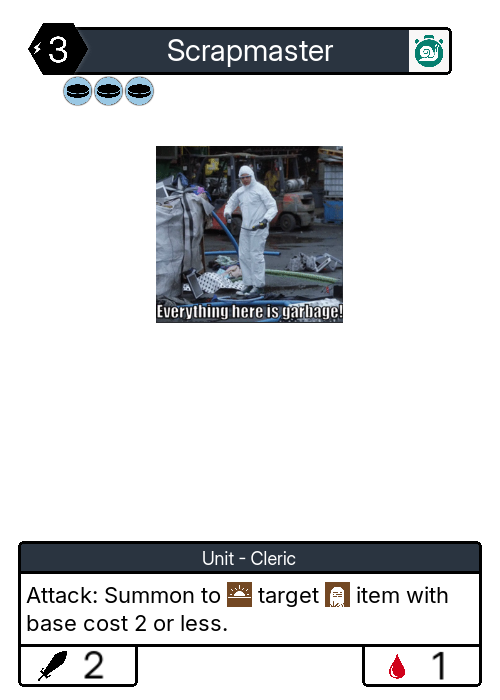 3
Scrapmaster
Everything here is garbage!
Unit - Cleric
Attack: Summon to target item with
base cost 2 or less.
2
1